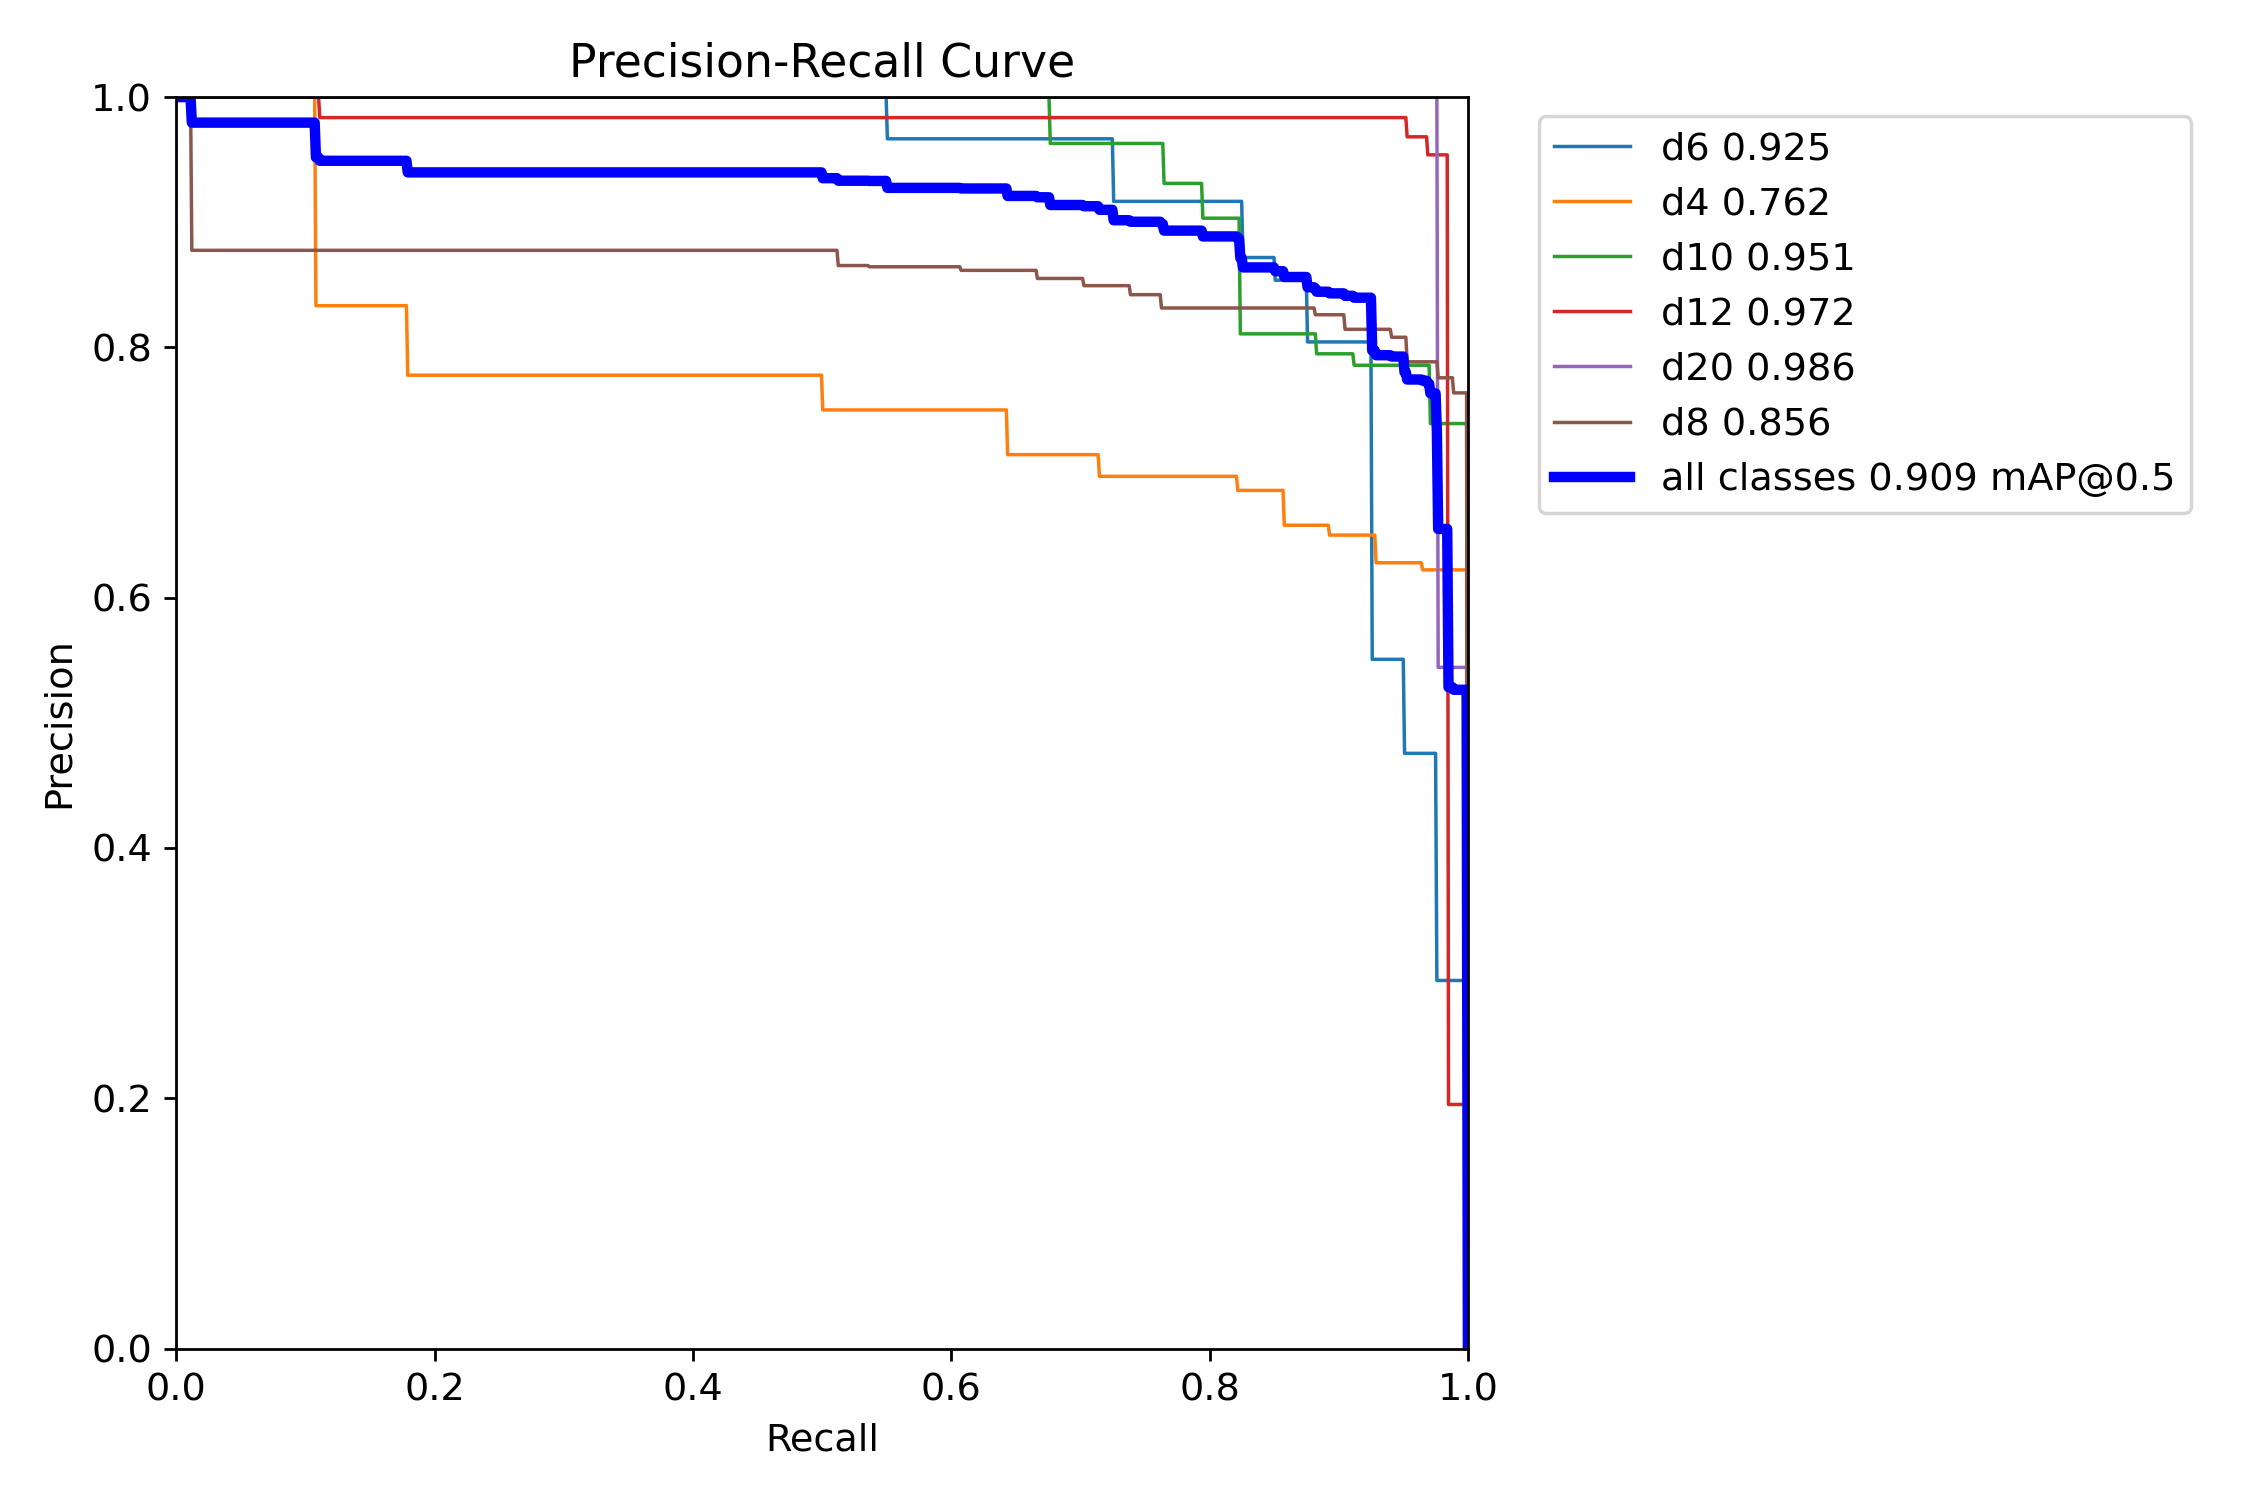 Precision-Recall Curve
1.0
0.8
0.6
0.4
0.2
0.0
Precision
0.0 0.2 0.4 0.6 0.8 1.0
Recall
d6 0.925
d4 0.762
d10 0.951
d12 0.972
d20 0.986
d8 0.856
all classes 0.909 mAP@0.5